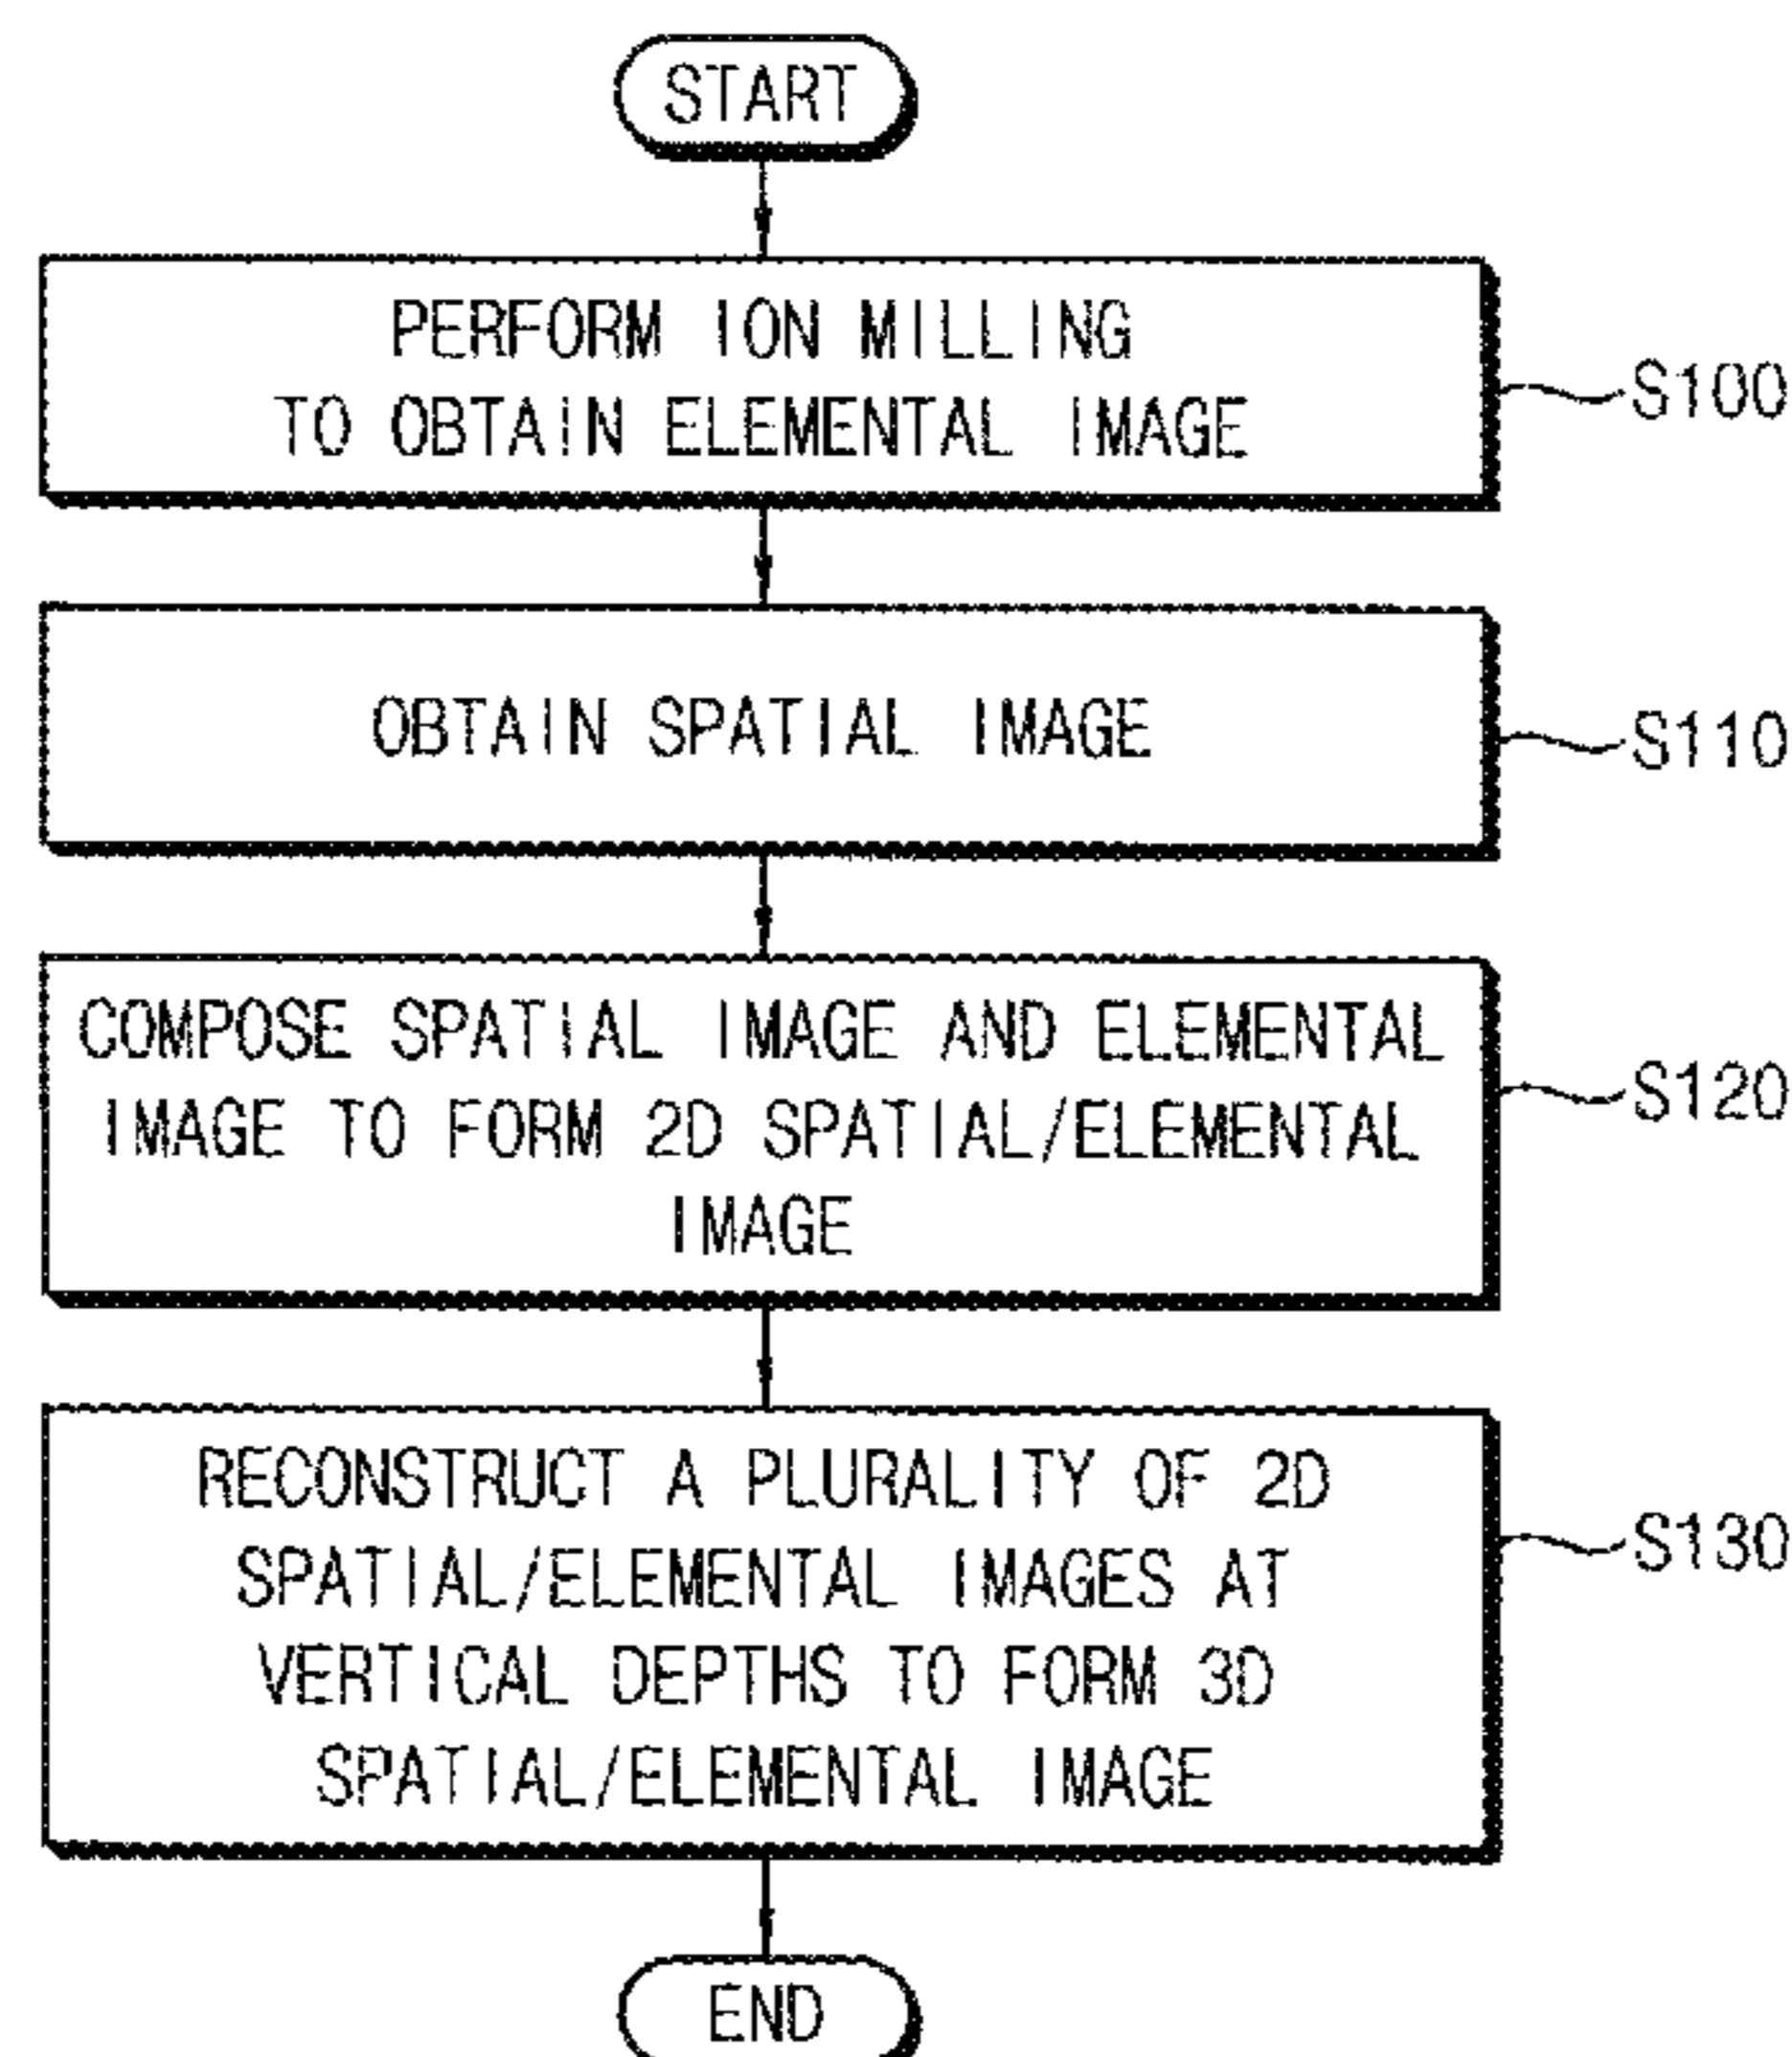 START
PERFORM ION MILLING
TO OBTAIN ELEMENTAL IMAGE
S100
OBTAIN SPATIAL IMAGE
S110
COMPOSE SPATIAL IMAGE AND ELEMENTAL
IMAGE TO FORM 2D SPATIAL/ELEMENTAL
IMAGE
S120
RECONSTRUCT A PLURALITY OF 2D
SPATIAL/ELEMENTAL IMAGES AT
VERTICAL DEPTHS TO FORM 3D
SPATIAL/ELEMENTAL IMAGE
S130
END